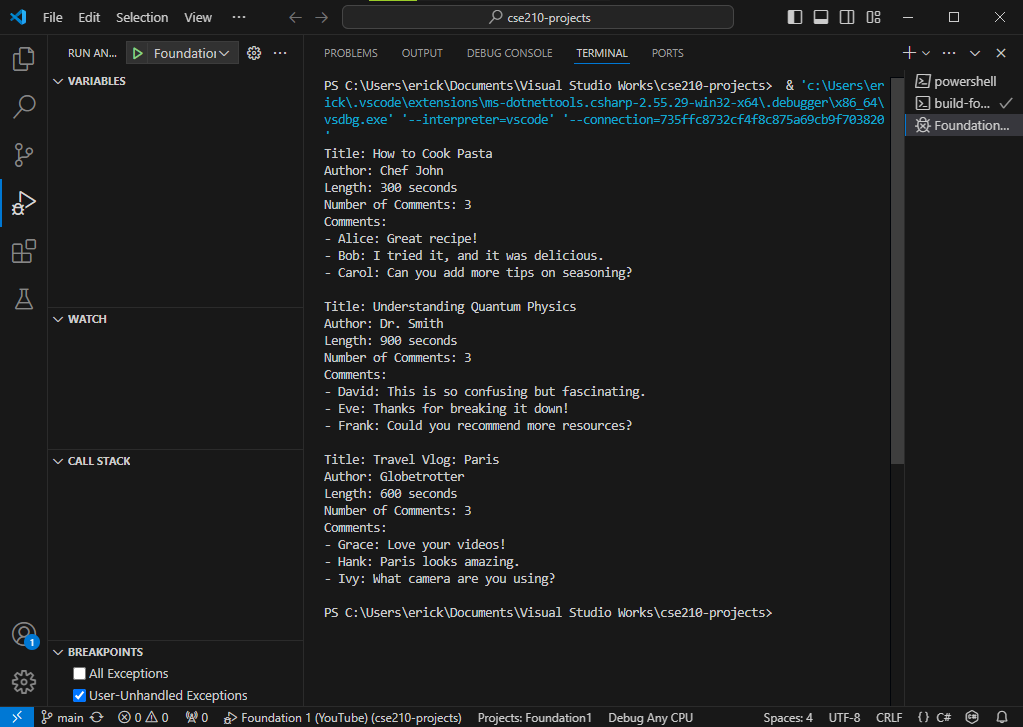 File Edit Selection View ··· cse210-projects
RUN AN... Foundation ···
VARIABLES
WATCH
CALL STACK
BREAKPOINTS
All Exceptions
User-Unhandled Exceptions
PROBLEMS OUTPUT DEBUG CONSOLE TERMINAL PORTS ···
PS C:\Users\erick\Documents\Visual Studio Works\cse210-projects>  & 'c:\Users\er
ick\.vscode\extensions\ms-dotnettools.csharp-2.55.29-win32-x64\.debugger\x86_64\
vsdbg.exe' '--interpreter=vscode' '--connection=735ffc8732cf4f8c875a69cb9f703820
'
Title: How to Cook Pasta
Author: Chef John
Length: 300 seconds
Number of Comments: 3
Comments:
- Alice: Great recipe!
- Bob: I tried it, and it was delicious.
- Carol: Can you add more tips on seasoning?
Title: Understanding Quantum Physics
Author: Dr. Smith
Length: 900 seconds
Number of Comments: 3
Comments:
- David: This is so confusing but fascinating.
- Eve: Thanks for breaking it down!
- Frank: Could you recommend more resources?
Title: Travel Vlog: Paris
Author: Globetrotter
Length: 600 seconds
Number of Comments: 3
Comments:
- Grace: Love your videos!
- Hank: Paris looks amazing.
- Ivy: What camera are you using?
PS C:\Users\erick\Documents\Visual Studio Works\cse210-projects>
powershell
build-fo...
Foundation...
1
main 0 0 0 Foundation 1 (YouTube) (cse210-projects) Projects: Foundation1 Debug Any CPU Spaces: 4 UTF-8 CRLF { } C#